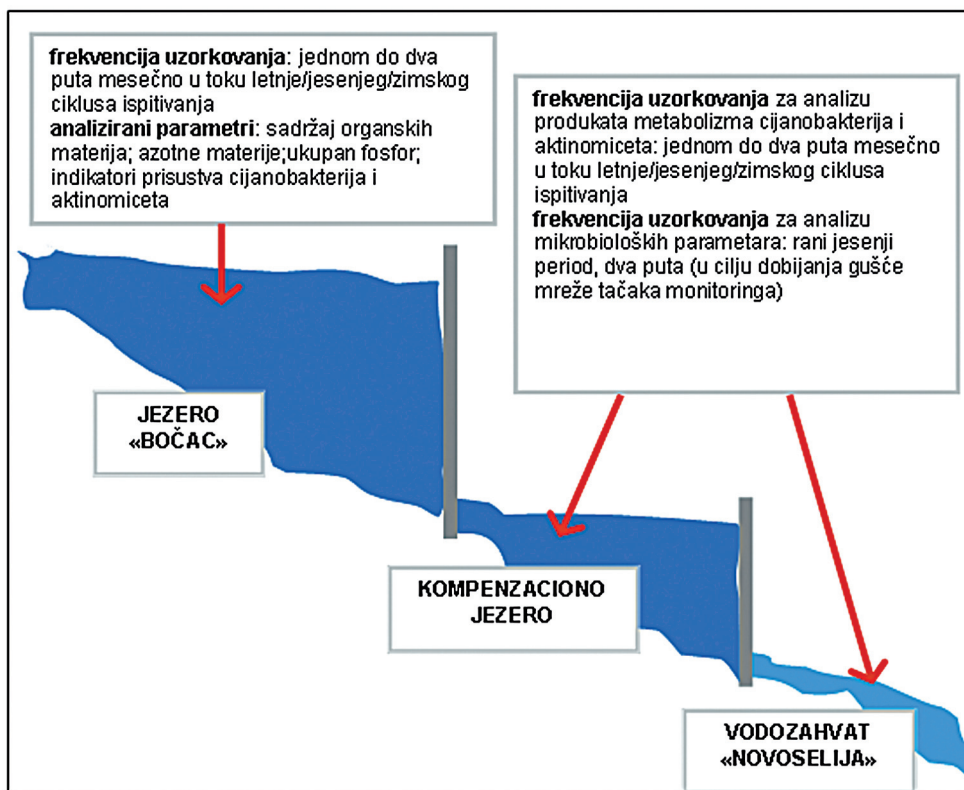 frekvencija uzorkovanja: jednom do dva
puta mesečno u toku letnje/jesenjeg/zimskog
ciklusa ispitivanja
analizirani parametri: sadržaj organskih
materija; azotne materije;ukupan fosfor;
indikatori prisustva cijanobakterija i
aktinomiceta
frekvencija uzorkovanja za analizu
produkata metabolizma cijanobakterija i
aktinomiceta: jednom do dva puta mesečno
u toku letnje/jesenjeg/zimskog ciklusa
ispitivanja
frekvencija uzorkovanja za analizu
mikrobioloških parametara: rani jesenji
period, dva puta (u cilju dobijanja gušće
mreže tačaka monitoringa)
JEZERO
«BOČAC»
KOMPENZACIONO
JEZERO
VODOZAHVAT
«NOVOSELIJA»